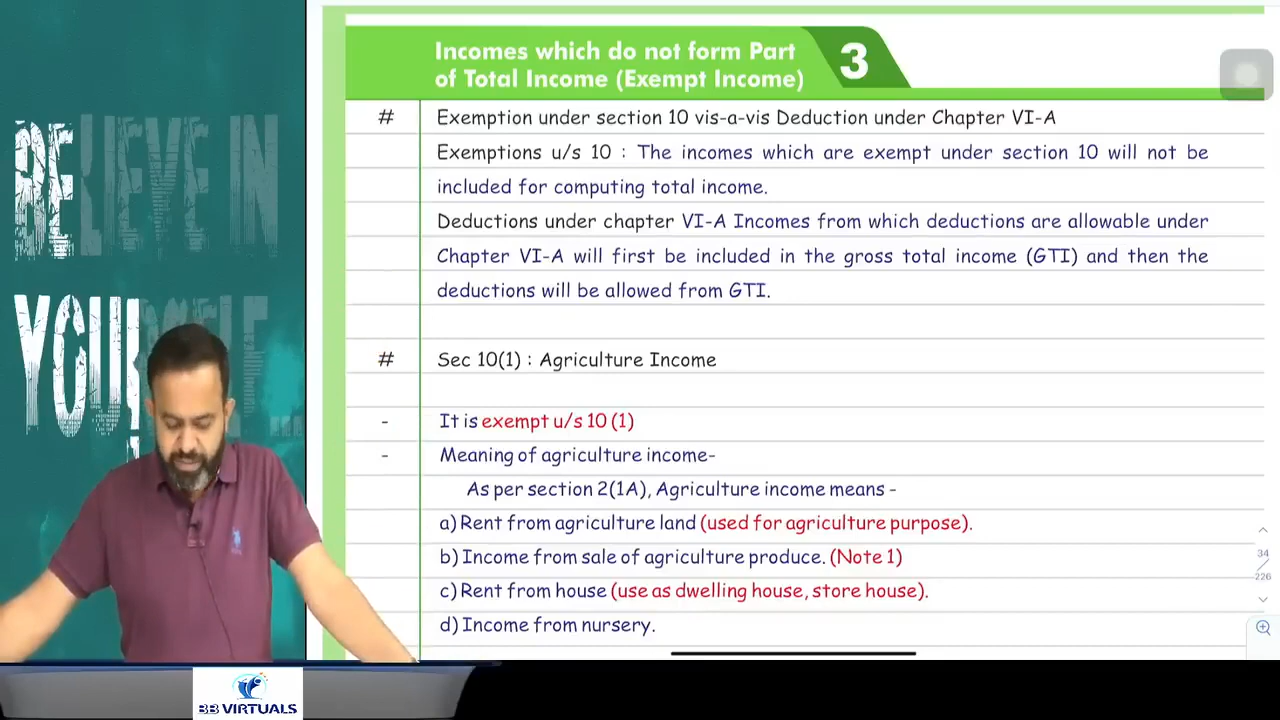 BELIEVE IN
YOURSELF...
Incomes which do not form Part
of Total Income (Exempt Income)
3
# Exemption under section 10 vis-a-vis Deduction under Chapter VI-A
Exemptions u/s 10 : The incomes which are exempt under section 10 will not be
included for computing total income.
Deductions under chapter VI-A Incomes from which deductions are allowable under
Chapter VI-A will first be included in the gross total income (GTI) and then the
deductions will be allowed from GTI.
# Sec 10(1) : Agriculture Income
- It is exempt u/s 10 (1)
- Meaning of agriculture income-
As per section 2(1A), Agriculture income means -
a) Rent from agriculture land (used for agriculture purpose).
b) Income from sale of agriculture produce. (Note 1)
c) Rent from house (use as dwelling house, store house).
d) Income from nursery.
34
226
BB VIRTUALS